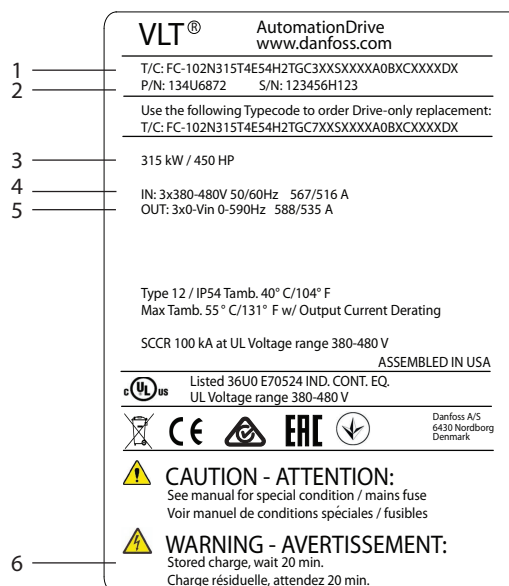 VLT® AutomationDrive
www.danfoss.com
1 T/C: FC-102N315T4E54H2TGC3XXSXXXXA0BXCXXXXDX
2 P/N: 134U6872 S/N: 123456H123
Use the following Typecode to order Drive-only replacement:
T/C: FC-102N315T4E54H2TGC7XXSXXXXA0BXCXXXXDX
3 315 kW / 450 HP
4 IN: 3x380-480V 50/60Hz 567/516 A
5 OUT: 3x0-Vin 0-590Hz 588/535 A
Type 12 / IP54 Tamb. 40° C/104° F
Max Tamb. 55° C/131° F w/ Output Current Derating
SCCR 100 kA at UL Voltage range 380-480 V
ASSEMBLED IN USA
c UL us Listed 36U0 E70524 IND. CONT. EQ.
UL Voltage range 380-480 V
CE EAC
Danfoss A/S
6430 Nordborg
Denmark
CAUTION - ATTENTION:
See manual for special condition / mains fuse
Voir manuel de conditions spéciales / fusibles
WARNING - AVERTISSEMENT:
6 Stored charge, wait 20 min.
Charge résiduelle, attendez 20 min.